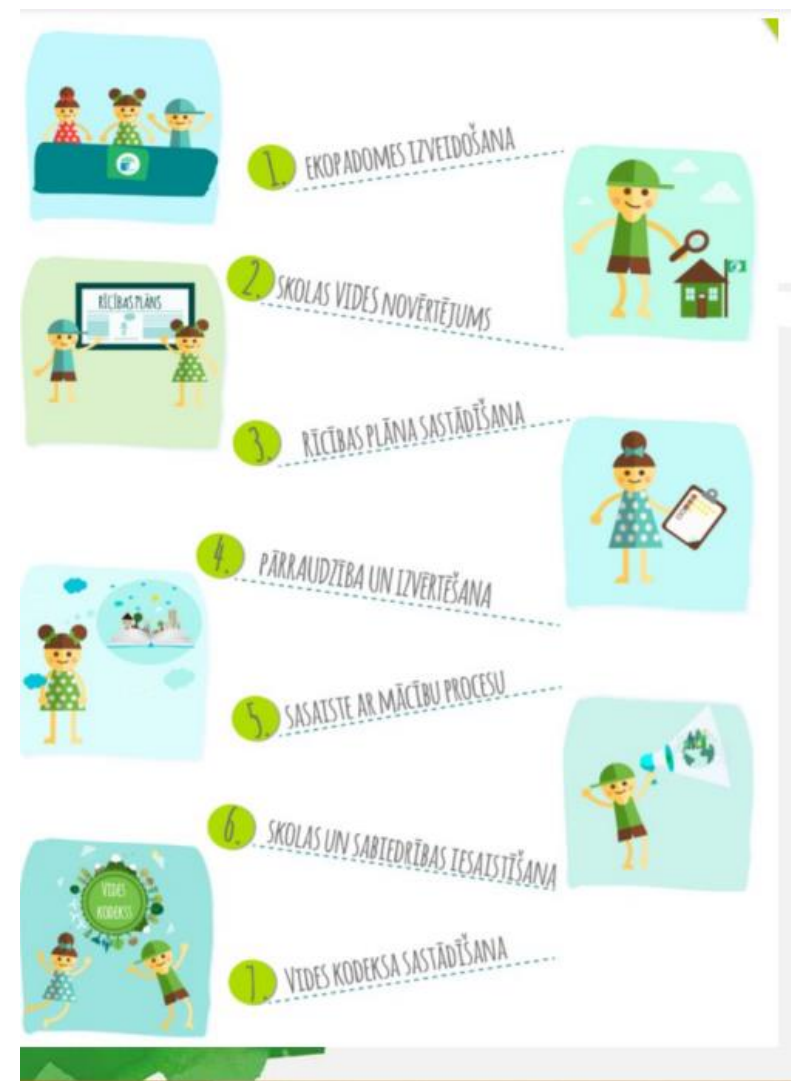 1. EKOPADOMES IZVEIDOŠANA
2. SKOLAS VIDES NOVĒRTĒJUMS
RĪCĪBAS PLĀNS
3. RĪCĪBAS PLĀNA SASTĀDĪŠANA
4. PĀRRAUDZĪBA UN IZVĒRTĒŠANA
5. SASAISTE AR MĀCĪBU PROCESU
6. SKOLAS UN SABIEDRĪBAS IESAISTĪŠANA
VIDES
KODEKSS
7. VIDES KODEKSA SASTĀDĪŠANA